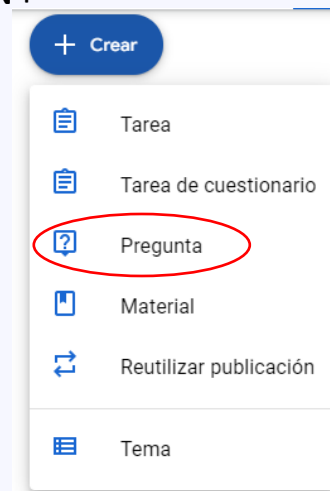 + Crear
Tarea
Tarea de cuestionario
Pregunta
Material
Reutilizar publicación
Tema